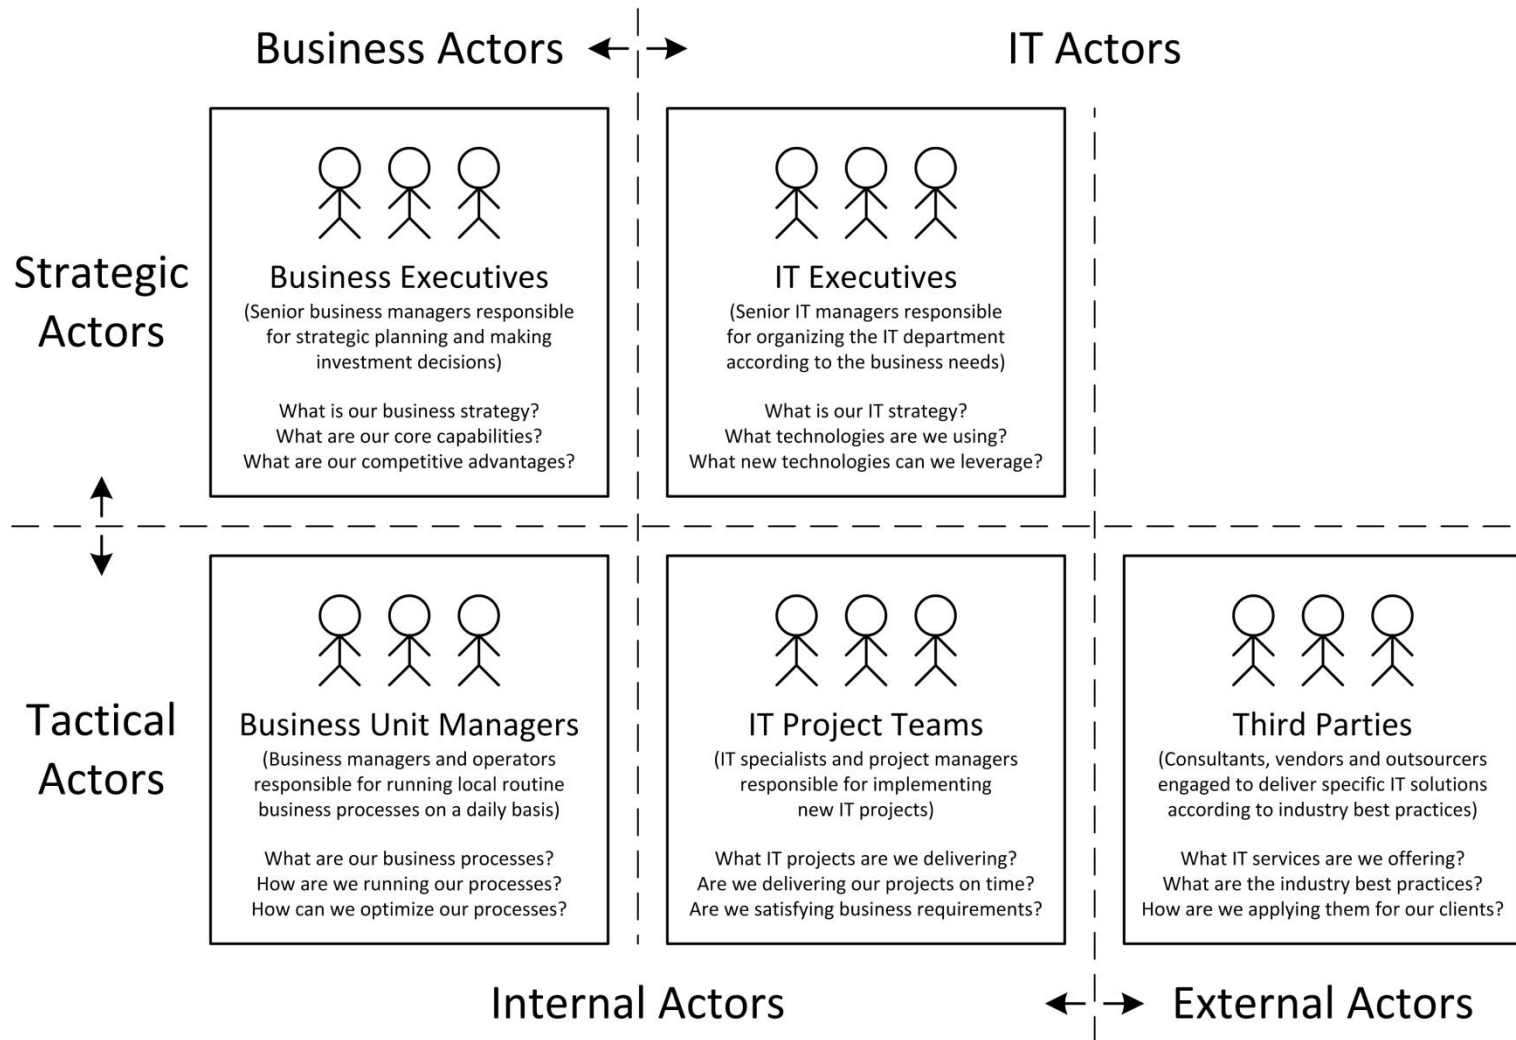 Business Actors
IT Actors
Strategic
Actors
Business Executives
(Senior business managers responsible
for strategic planning and making
investment decisions)
What is our business strategy?
What are our core capabilities?
What are our competitive advantages?
IT Executives
(Senior IT managers responsible
for organizing the IT department
according to the business needs)
What is our IT strategy?
What technologies are we using?
What new technologies can we leverage?
Tactical
Actors
Business Unit Managers
(Business managers and operators
responsible for running local routine
business processes on a daily basis)
What are our business processes?
How are we running our processes?
How can we optimize our processes?
IT Project Teams
(IT specialists and project managers
responsible for implementing
new IT projects)
What IT projects are we delivering?
Are we delivering our projects on time?
Are we satisfying business requirements?
Third Parties
(Consultants, vendors and outsourcers
engaged to deliver specific IT solutions
according to industry best practices)
What IT services are we offering?
What are the industry best practices?
How are we applying them for our clients?
Internal Actors
External Actors